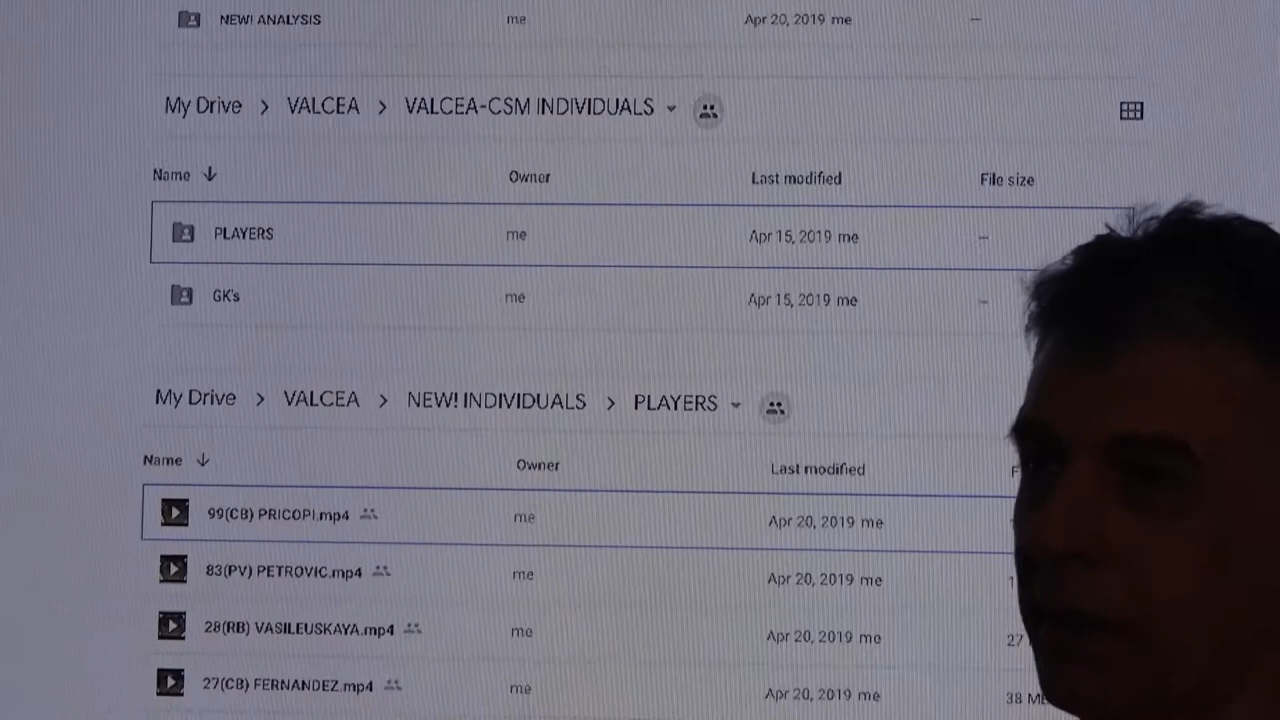 NEW! ANALYSIS me Apr 20, 2019 me –
My Drive > VALCEA > VALCEA-CSM INDIVIDUALS
Name Owner Last modified File size
PLAYERS me Apr 15, 2019 me –
GK's me Apr 15, 2019 me –
My Drive > VALCEA > NEW! INDIVIDUALS > PLAYERS
Name Owner Last modified
99(CB) PRICOPI.mp4 me Apr 20, 2019 me
83(PV) PETROVIC.mp4 me Apr 20, 2019 me
28(RB) VASILEUSKAYA.mp4 me Apr 20, 2019 me 27
27(CB) FERNANDEZ.mp4 me Apr 20, 2019 me 38